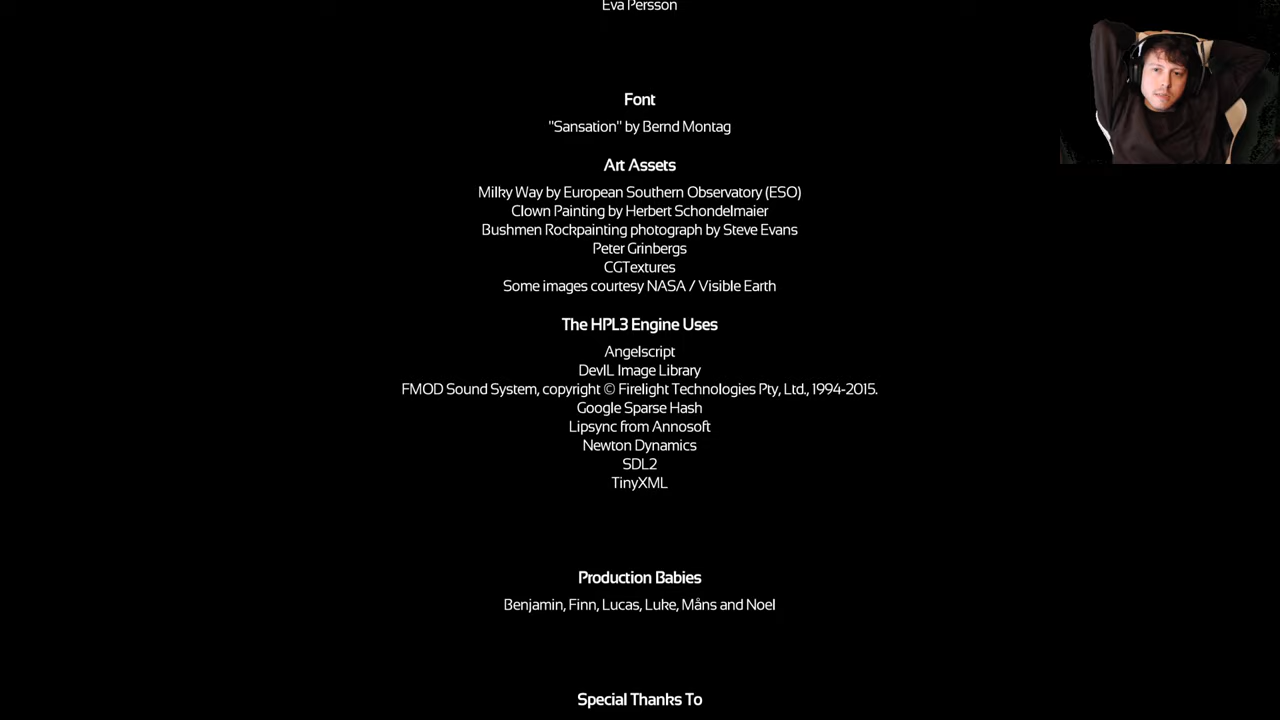 Eva Persson
Font
"Sansation" by Bernd Montag
Art Assets
Milky Way by European Southern Observatory (ESO)
Clown Painting by Herbert Schondelmaier
Bushmen Rockpainting photograph by Steve Evans
Peter Grinbergs
CGTextures
Some images courtesy NASA / Visible Earth
The HPL3 Engine Uses
Angelscript
DevIL Image Library
FMOD Sound System, copyright © Firelight Technologies Pty, Ltd., 1994-2015.
Google Sparse Hash
Lipsync from Annosoft
Newton Dynamics
SDL2
TinyXML
Production Babies
Benjamin, Finn, Lucas, Luke, Måns and Noel
Special Thanks To